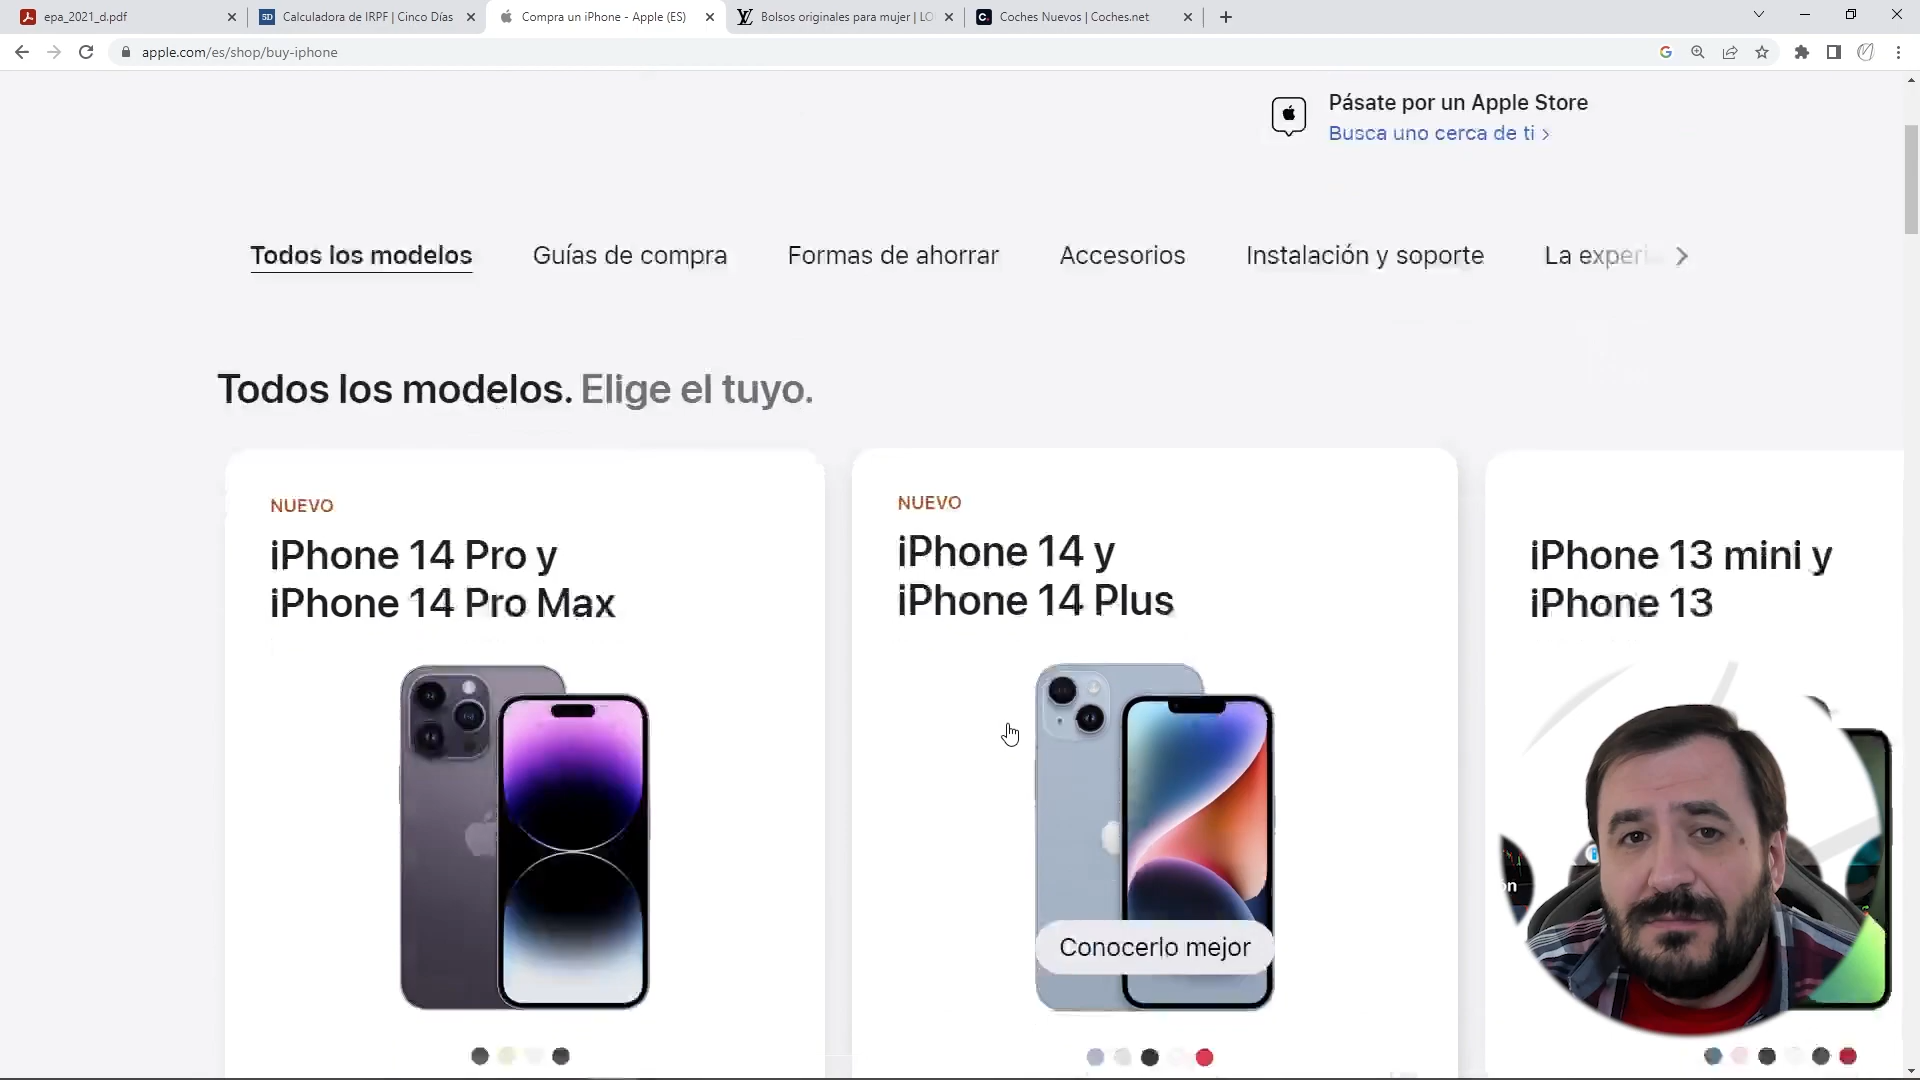 epa_2021_d.pdf
Calculadora de IRPF | Cinco Días
Compra un iPhone - Apple (ES)
Bolsos originales para mujer | LO
Coches Nuevos | Coches.net
apple.com/es/shop/buy-iphone
Pásate por un Apple Store
Busca uno cerca de ti >
Todos los modelos
Guías de compra
Formas de ahorrar
Accesorios
Instalación y soporte
La experi
Todos los modelos. Elige el tuyo.
NUEVO
iPhone 14 Pro y
iPhone 14 Pro Max
NUEVO
iPhone 14 y
iPhone 14 Plus
Conocerlo mejor
iPhone 13 mini y
iPhone 13